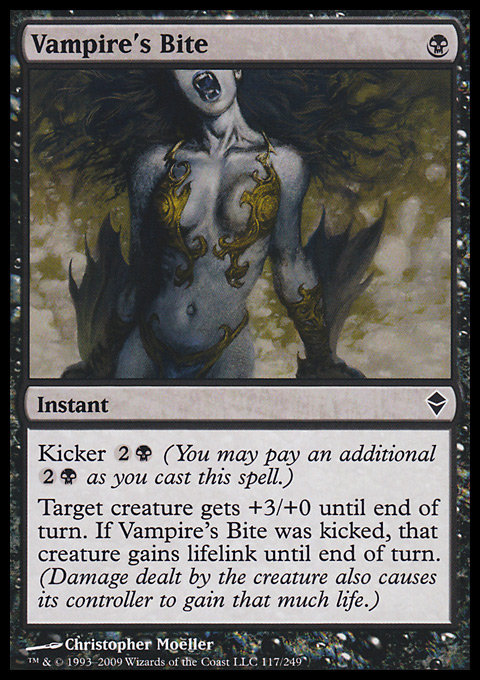 Vampire's Bite
Instant
Kicker 2 (You may pay an additional
2 as you cast this spell.)
Target creature gets +3/+0 until end of
turn. If Vampire's Bite was kicked, that
creature gains lifelink until end of turn.
(Damage dealt by the creature also causes
its controller to gain that much life.)
Christopher Moeller
™ & © 1993–2009 Wizards of the Coast LLC 117/249